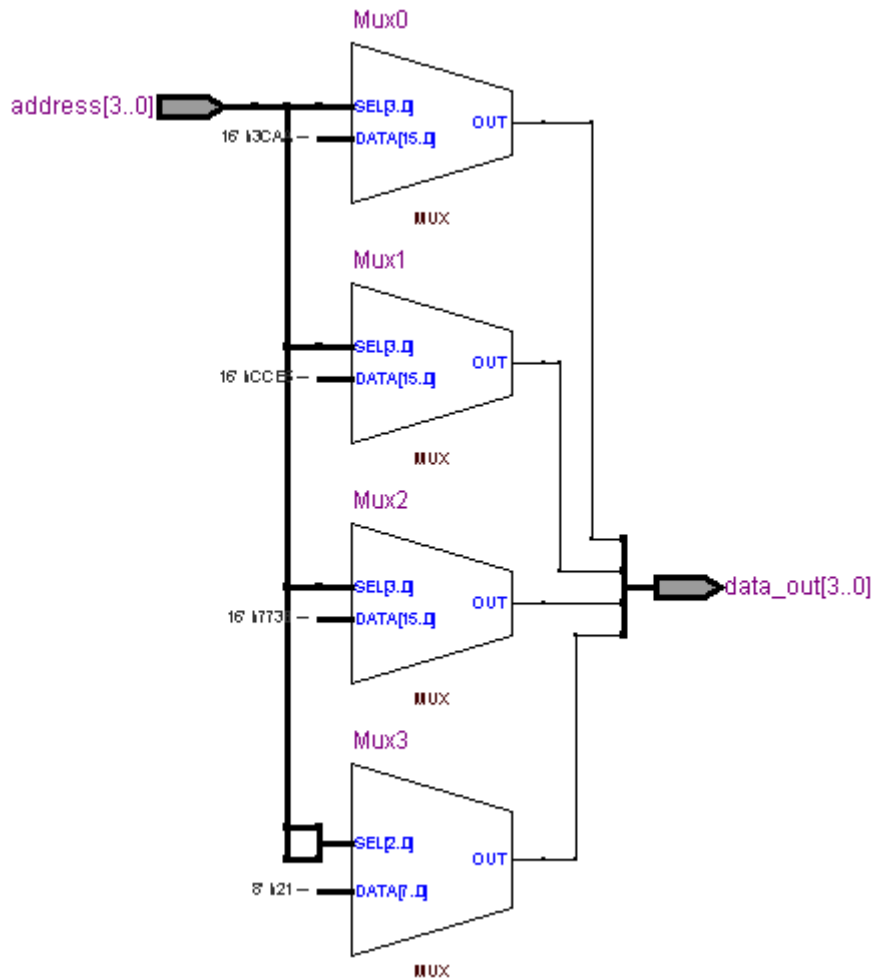 Mux0
address[3..0]
SEL[3..0]
OUT
DATA[15..0]
MUX
Mux1
SEL[3..0]
OUT
DATA[15..0]
MUX
Mux2
SEL[3..0]
OUT
DATA[15..0]
MUX
data_out[3..0]
Mux3
SEL[2..0]
OUT
8' h21 --
DATA[7..0]
MUX